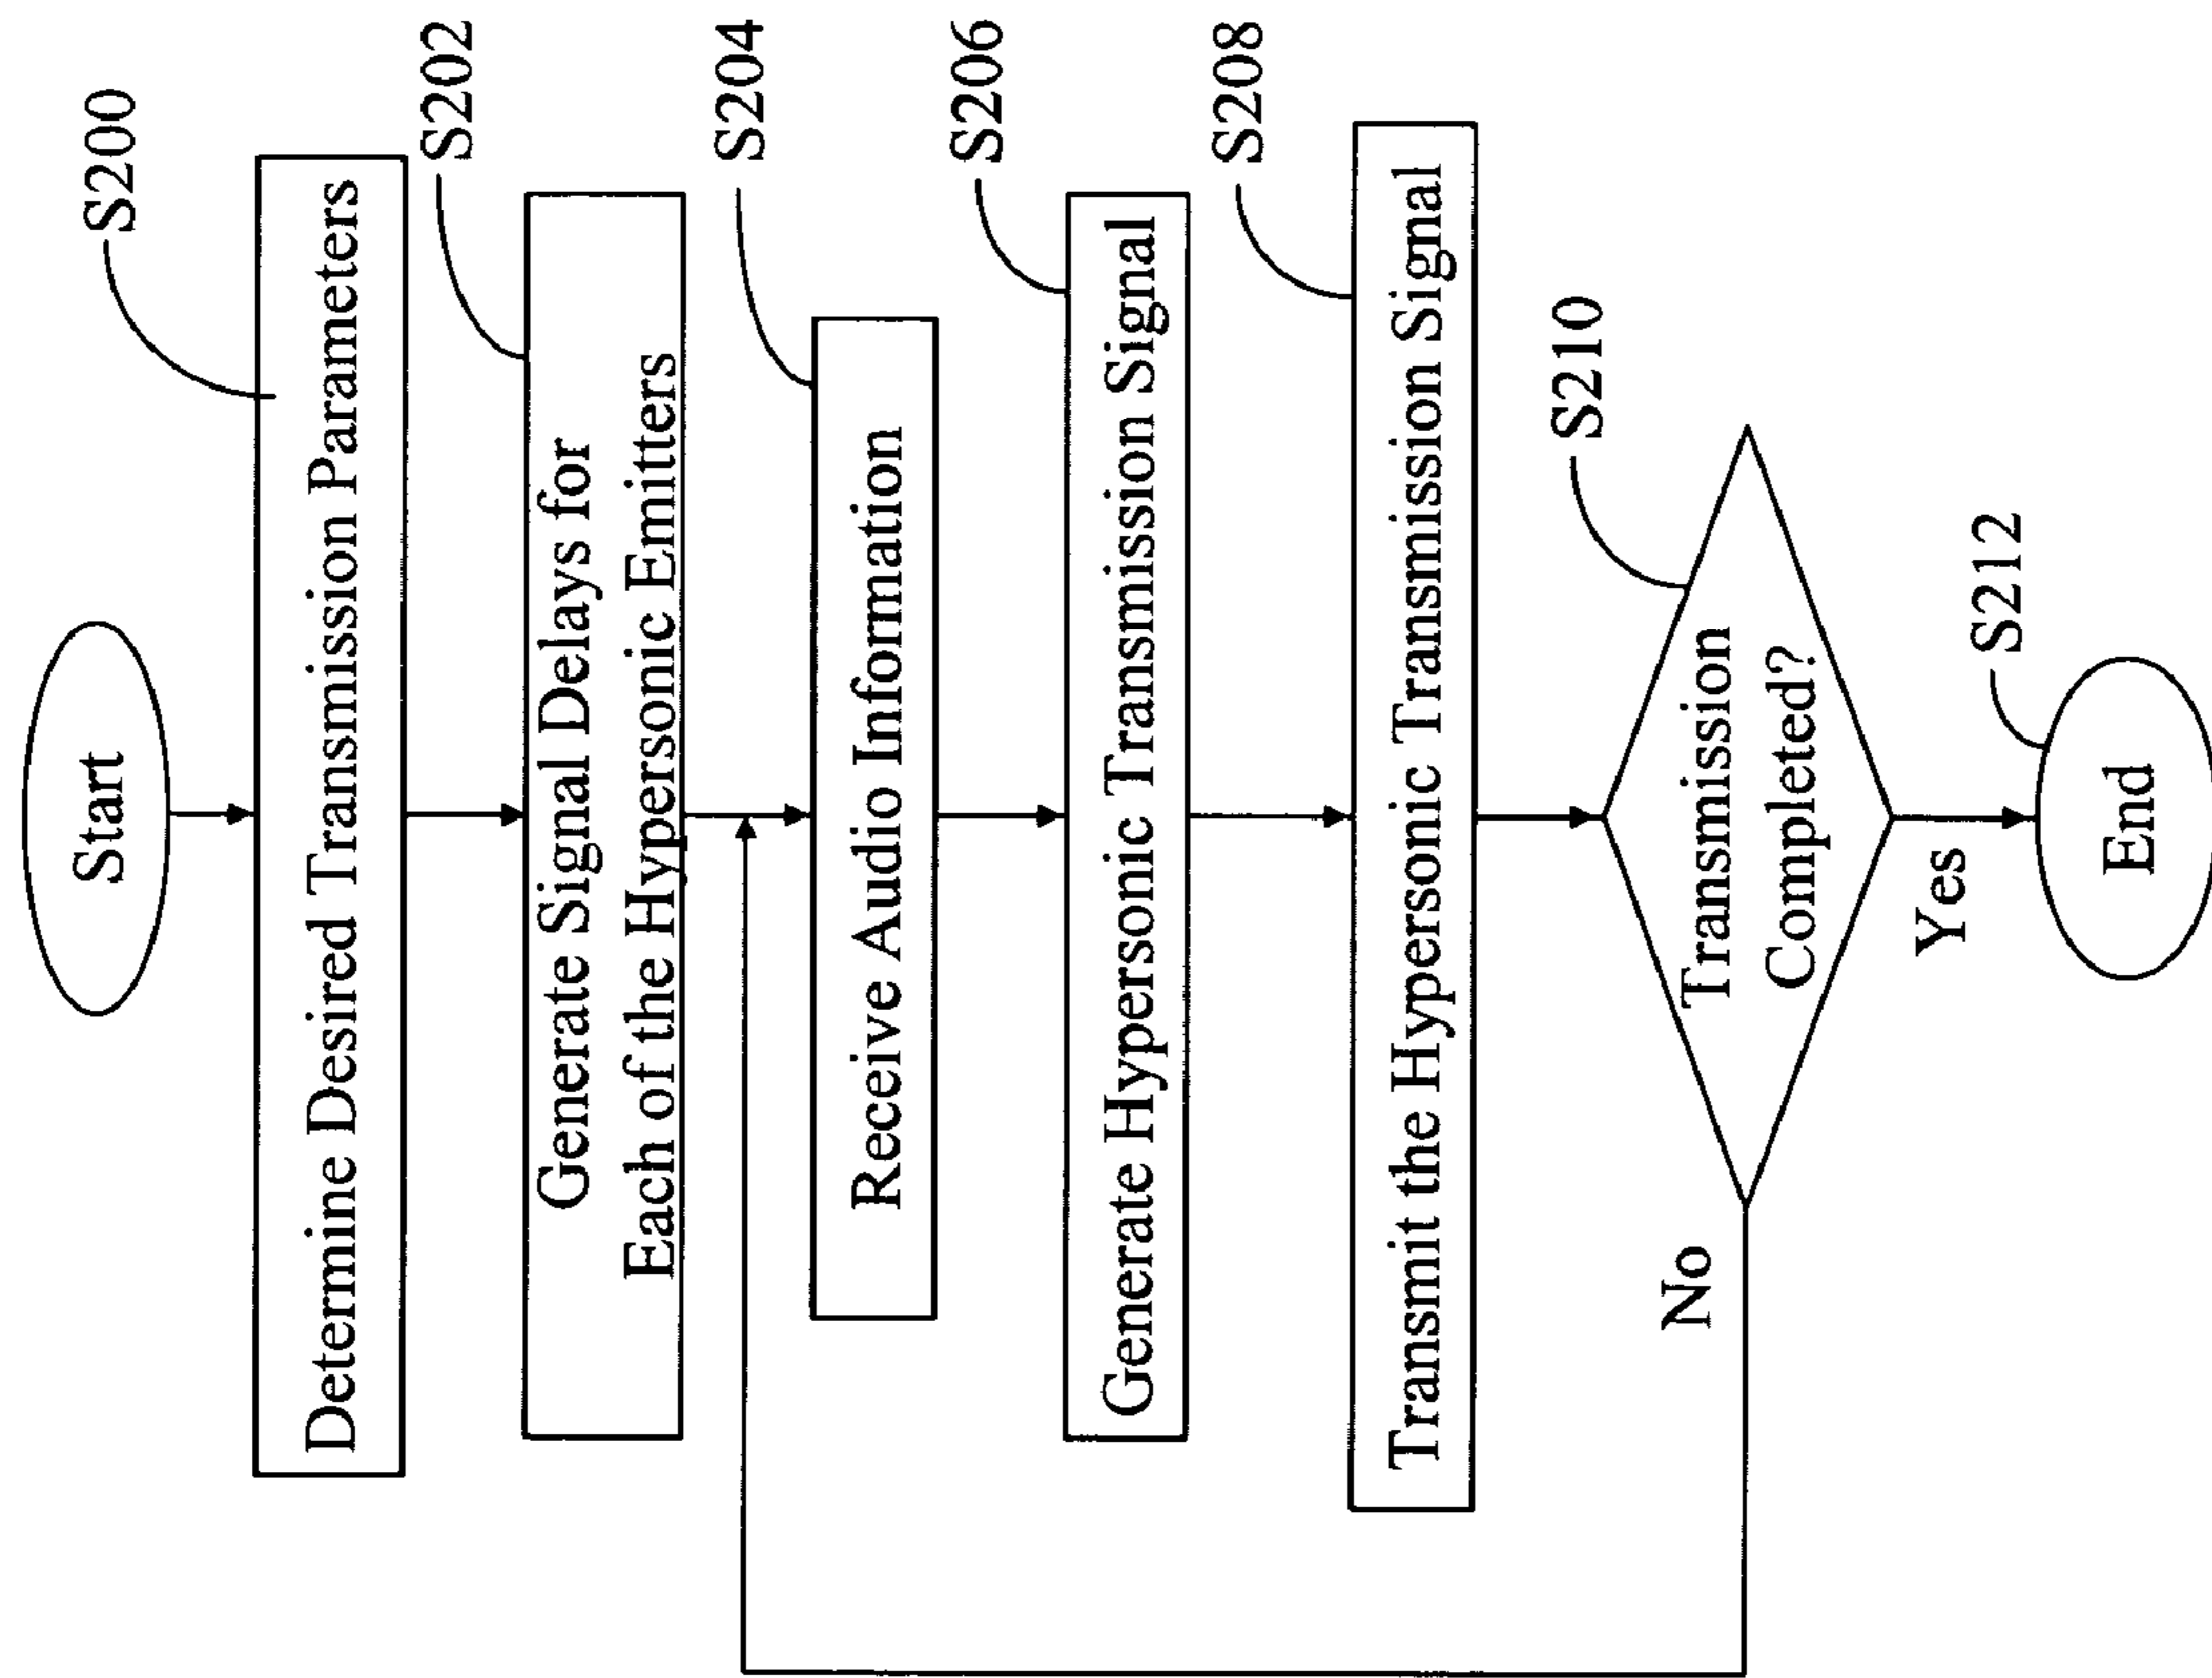 Start
S200
Determine Desired Transmission Parameters
S202
Generate Signal Delays for
Each of the Hypersonic Emitters
S204
Receive Audio Information
S206
Generate Hypersonic Transmission Signal
S208
Transmit the Hypersonic Transmission Signal
S210
Transmission
Completed?
No
Yes
S212
End